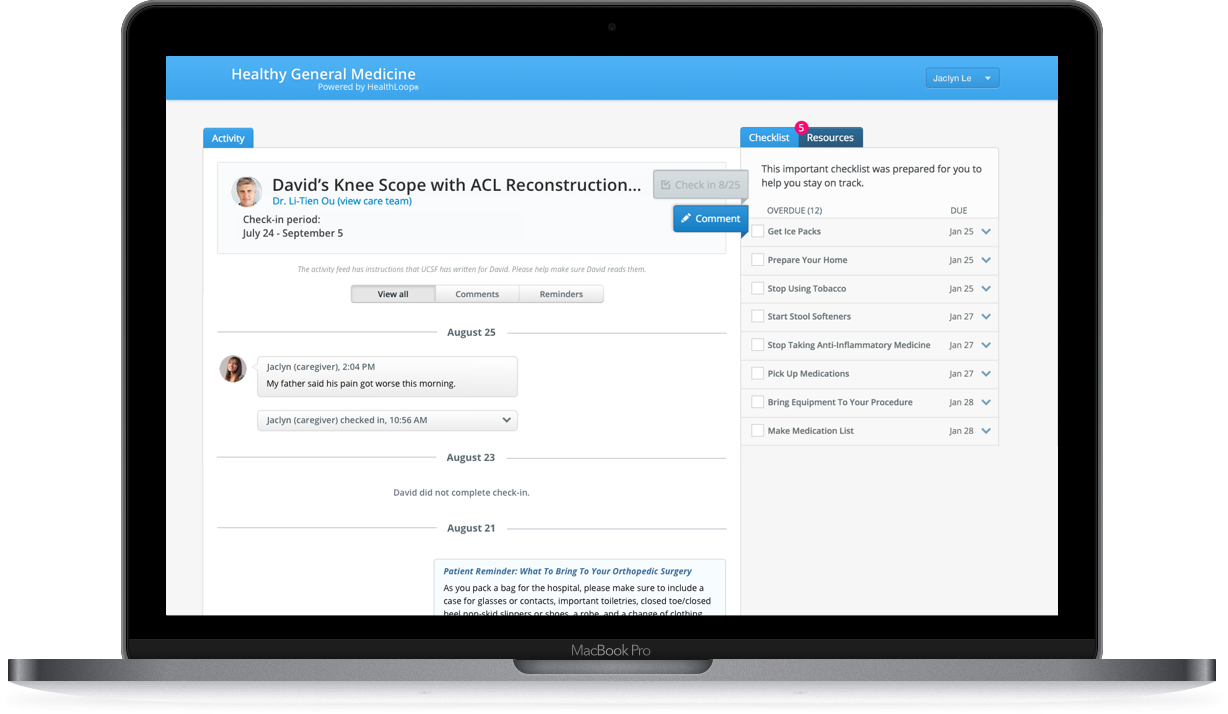 Healthy General Medicine
Powered by HealthLoop®
Jaclyn Le
Activity
David’s Knee Scope with ACL Reconstruction...
Dr. Li-Tien Ou (view care team)
Check-in period:
July 24 - September 5
Check in 8/25
Comment
The activity feed has instructions that UCSF has written for David. Please help make sure David reads them.
View all
Comments
Reminders
August 25
Jaclyn (caregiver), 2:04 PM
My father said his pain got worse this morning.
Jaclyn (caregiver) checked in, 10:56 AM
August 23
David did not complete check-in.
August 21
Patient Reminder: What To Bring To Your Orthopedic Surgery
As you pack a bag for the hospital, please make sure to include a
case for glasses or contacts, important toiletries, closed toe/closed
heel non-skid slippers or shoes, a robe, and a change of clothing
Checklist
5
Resources
This important checklist was prepared for you to
help you stay on track.
OVERDUE (12) DUE
Get Ice Packs Jan 25
Prepare Your Home Jan 25
Stop Using Tobacco Jan 25
Start Stool Softeners Jan 27
Stop Taking Anti-Inflammatory Medicine Jan 27
Pick Up Medications Jan 27
Bring Equipment To Your Procedure Jan 28
Make Medication List Jan 28
MacBook Pro